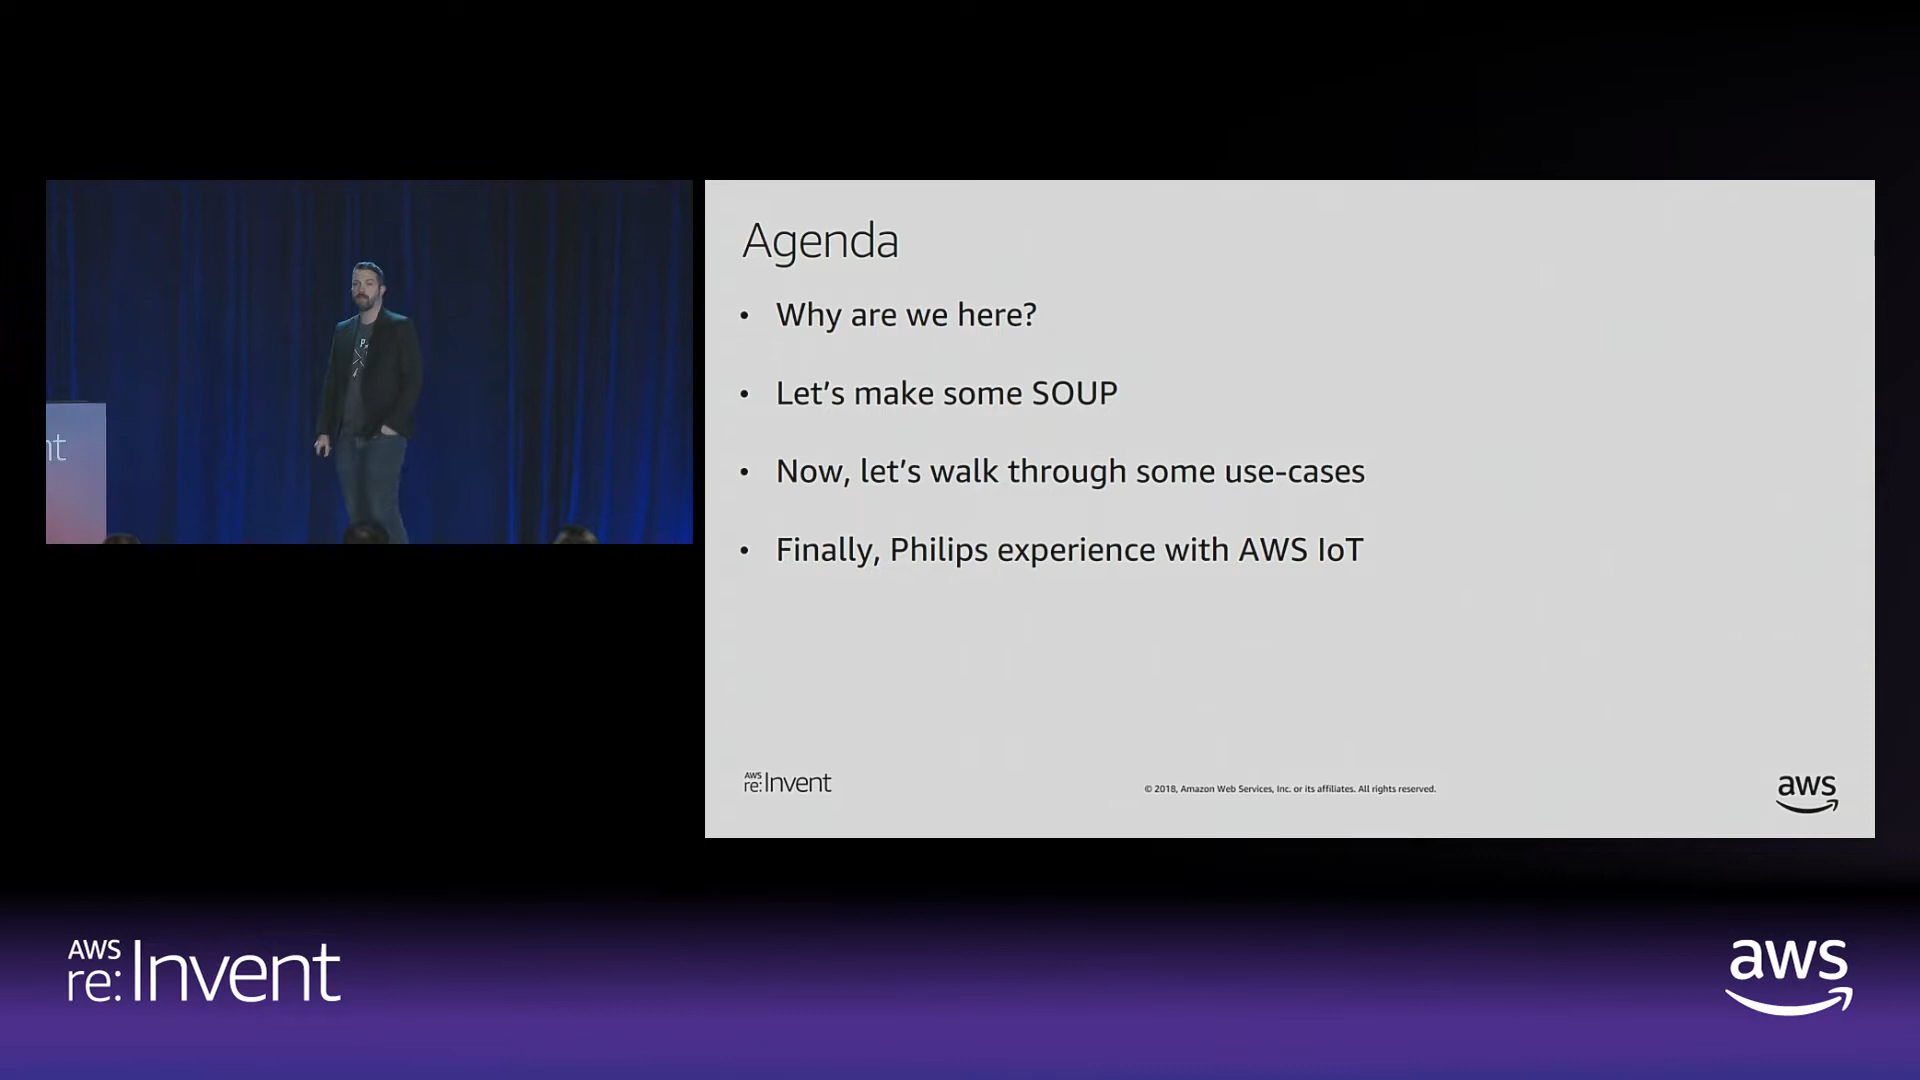 nt
Agenda
• Why are we here?
• Let’s make some SOUP
• Now, let’s walk through some use-cases
• Finally, Philips experience with AWS IoT
AWS
re:Invent
© 2018, Amazon Web Services, Inc. or its affiliates. All rights reserved.
aws
AWS
re:Invent
aws